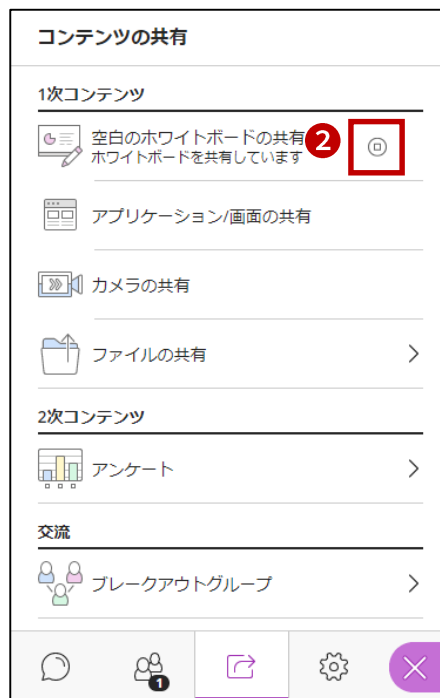 コンテンツの共有
1次コンテンツ
空白のホワイトボードの共有
ホワイトボードを共有しています
2
アプリケーション/画面の共有
カメラの共有
ファイルの共有
2次コンテンツ
アンケート
交流
ブレークアウトグループ
1